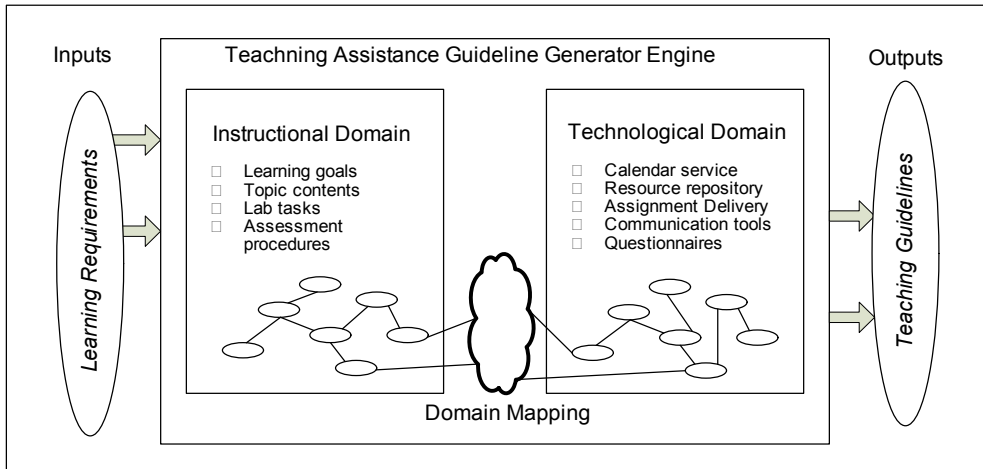 Inputs
Teachning Assistance Guideline Generator Engine
Outputs
Learning Requirements
Instructional Domain
Learning goals
Topic contents
Lab tasks
Assessment
procedures
Technological Domain
Calendar service
Resource repository
Assignment Delivery
Communication tools
Questionnaires
Teaching Guidelines
Domain Mapping